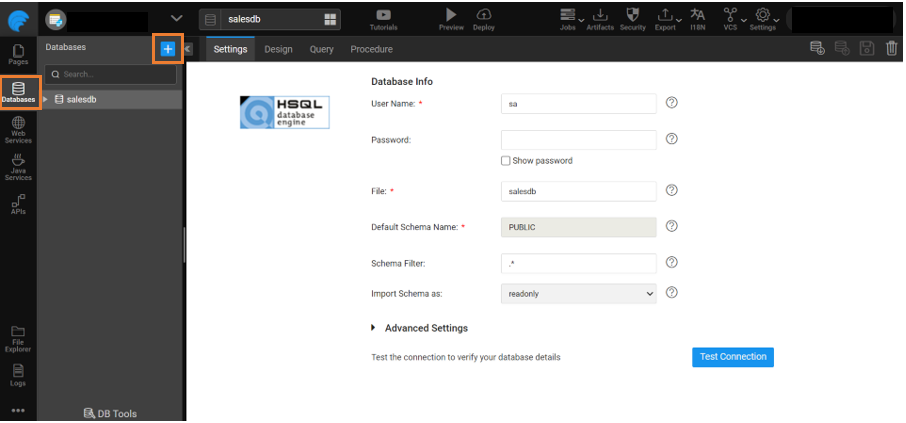 salesdb
Tutorials
Preview
Deploy
Jobs
Artifacts
Security
Export
I18N
VCS
Settings
Pages
Databases
Web
Services
Java
Services
APIs
File
Explorer
Logs
Databases
Search...
salesdb
DB Tools
Settings
Design
Query
Procedure
HSQL
database
engine
Database Info
User Name: *
sa
Password:
Show password
File: *
salesdb
Default Schema Name: *
PUBLIC
Schema Filter:
.*
Import Schema as:
readonly
Advanced Settings
Test the connection to verify your database details
Test Connection